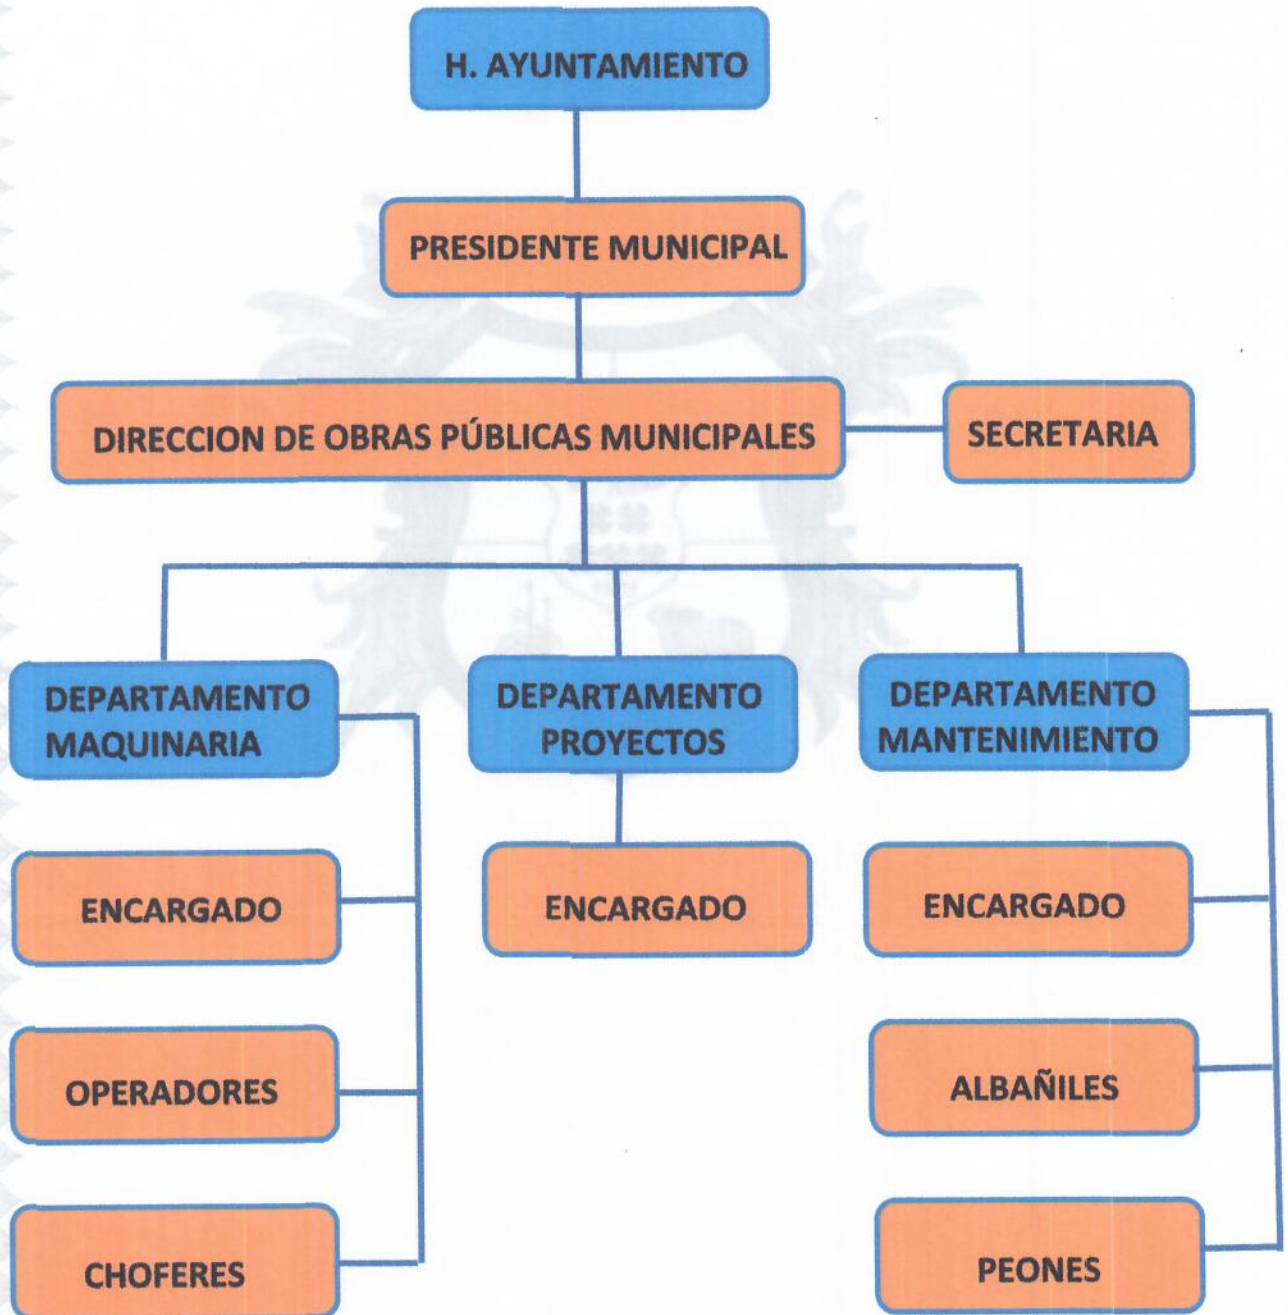 H. AYUNTAMIENTO
PRESIDENTE MUNICIPAL
DIRECCION DE OBRAS PÚBLICAS MUNICIPALES
SECRETARIA
DEPARTAMENTO
MAQUINARIA
DEPARTAMENTO
PROYECTOS
DEPARTAMENTO
MANTENIMIENTO
ENCARGADO
ENCARGADO
ENCARGADO
OPERADORES
ALBAÑILES
CHOFERES
PEONES